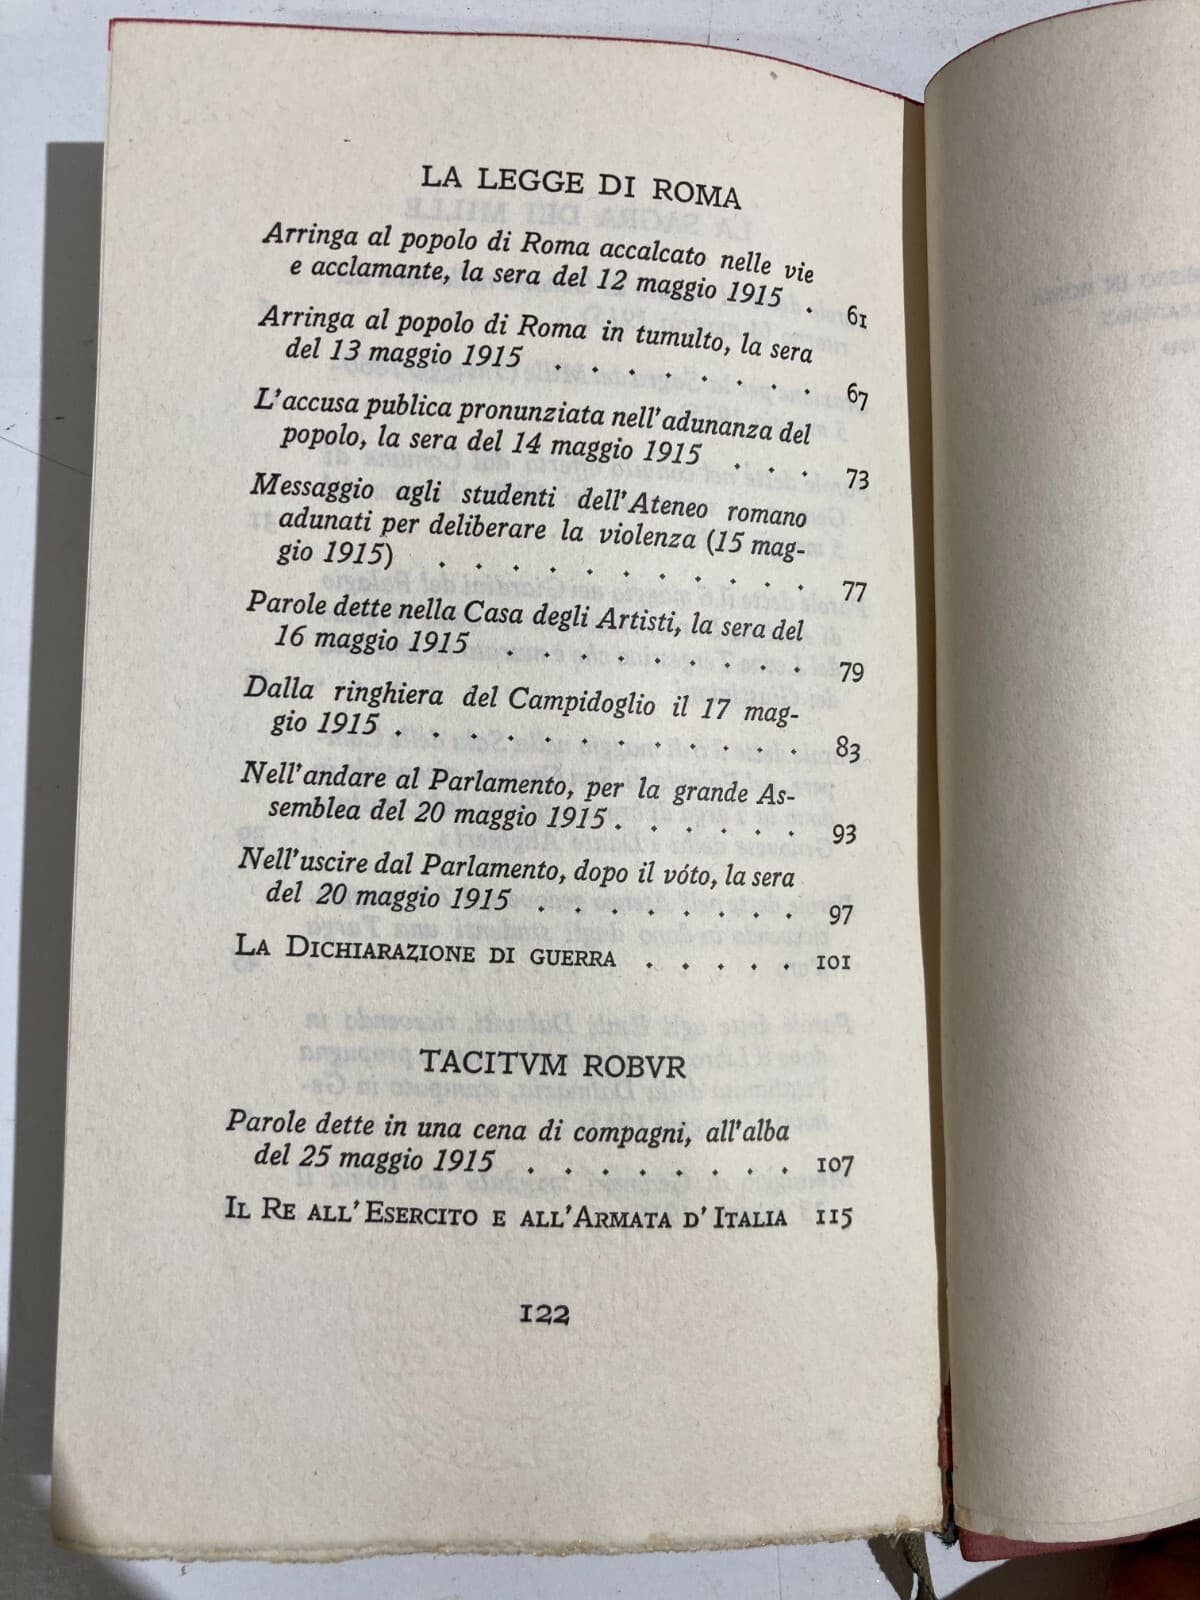 LA LEGGE DI ROMA
Arringa al popolo di Roma accalcato nelle vie
e acclamante, la sera del 12 maggio 1915 . 61
Arringa al popolo di Roma in tumulto, la sera
del 13 maggio 1915 . . . . . . . . 67
L'accusa publica pronunziata nell'adunanza del
popolo, la sera del 14 maggio 1915 . . . 73
Messaggio agli studenti dell'Ateneo romano
adunati per deliberare la violenza (15 mag-
gio 1915) . . . . . . . . . . . 77
Parole dette nella Casa degli Artisti, la sera del
16 maggio 1915 . . . . . . . . . 79
Dalla ringhiera del Campidoglio il 17 mag-
gio 1915 . . . . . . . . . . . . 83
Nell'andare al Parlamento, per la grande As-
semblea del 20 maggio 1915 . . . . . . 93
Nell'uscire dal Parlamento, dopo il vóto, la sera
del 20 maggio 1915 . . . . . . . . 97
LA DICHIARAZIONE DI GUERRA . . . . . 101
TACITVM ROBVR
Parole dette in una cena di compagni, all'alba
del 25 maggio 1915 . . . . . . . . 107
IL RE ALL'ESERCITO E ALL'ARMATA D'ITALIA 115
122